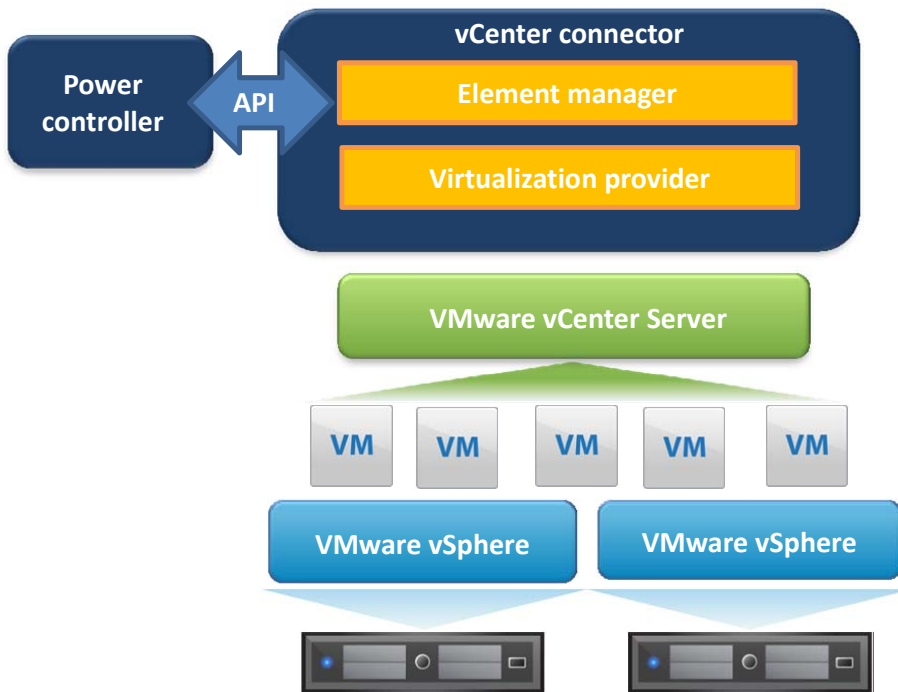 vCenter connector
Power
controller
API
Element manager
Virtualization provider
VMware vCenter Server
VM
VM
VM
VM
VM
VMware vSphere
VMware vSphere